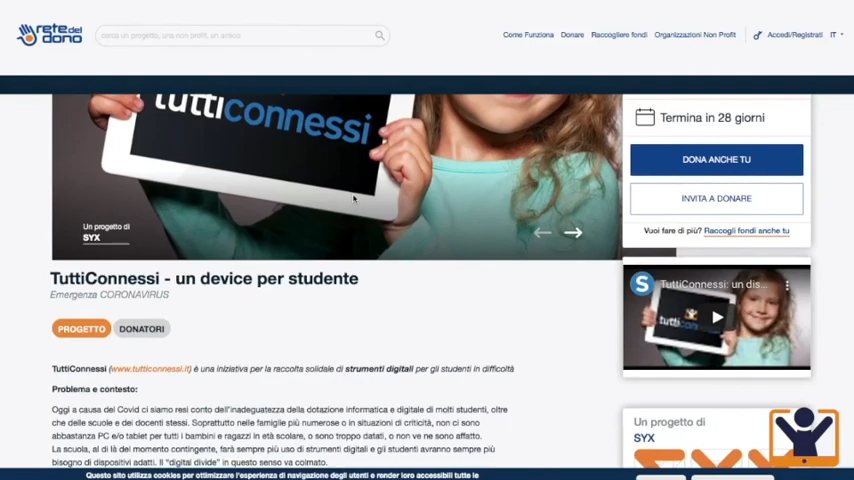 rete del
dono
cerca un progetto, una non profit, un amico
Come Funziona
Donare
Raccogliere fondi
Organizzazioni Non Profit
Accedi/Registrati
IT
tutticonnessi
Un progetto di
SYX
Termina in 28 giorni
DONA ANCHE TU
INVITA A DONARE
Vuoi fare di più? Raccogli fondi anche tu
TuttiConnessi - un device per studente
Emergenza CORONAVIRUS
PROGETTO
DONATORI
S
TuttiConnessi: un dis...
TuttiConnessi (www.tutticonnessi.it) è una iniziativa per la raccolta solidale di strumenti digitali per gli studenti in difficoltà
Problema e contesto:
Oggi a causa del Covid ci siamo resi conto dell'inadeguatezza della dotazione informatica e digitale di molti studenti, oltre
che delle scuole e dei docenti stessi. Soprattutto nelle famiglie più numerose o in situazioni di criticità, non ci sono
abbastanza PC e/o tablet per tutti i bambini e ragazzi in età scolare, o sono troppo datati, o non ve ne sono affatto.
La scuola, al di là del momento contingente, farà sempre più uso di strumenti digitali e gli studenti avranno sempre più
bisogno di dispositivi adatti. Il "digital divide" in questo senso va colmato.
Un progetto di
SYX
Questo sito utilizza cookies per ottimizzare l'esperienza di navigazione degli utenti e render loro accessibili tutte le